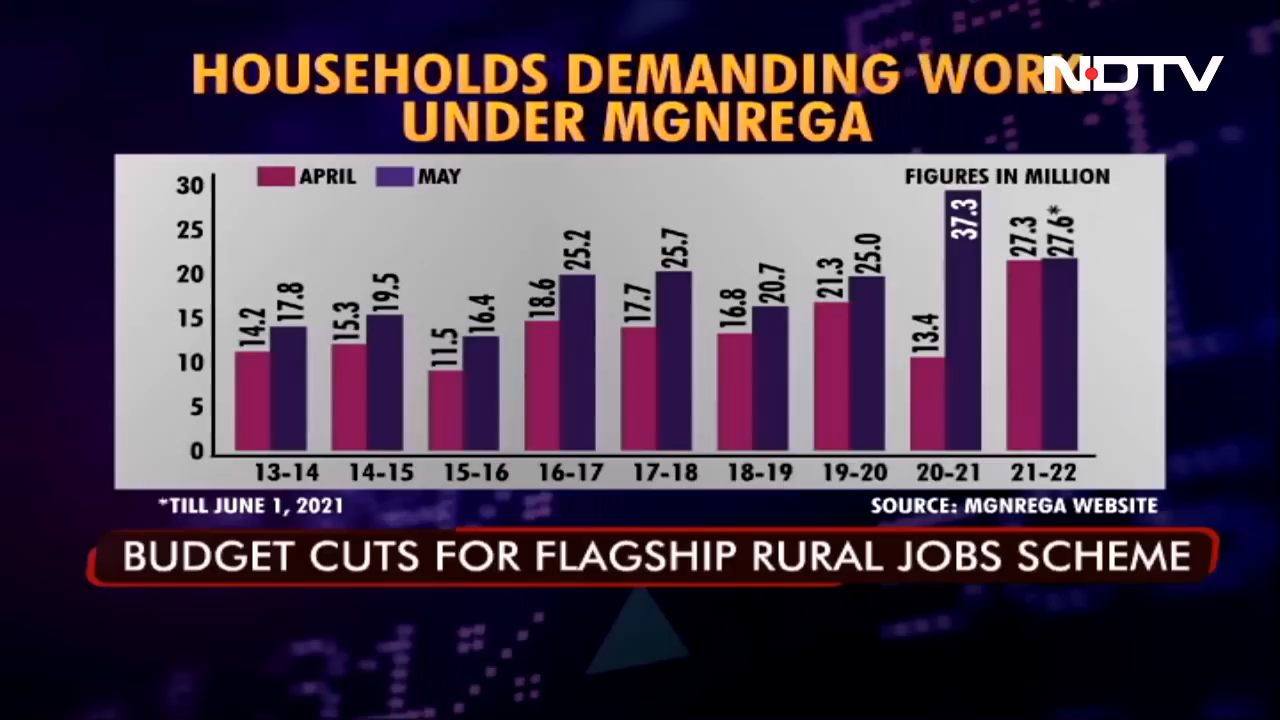 HOUSEHOLDS DEMANDING WORK
NDTV
UNDER MGNREGA
APRIL MAY
FIGURES IN MILLION
30
25
20
15
10
5
0
14.2 17.8
15.3 19.5
11.5 16.4
18.6 25.2
17.7 25.7
16.8 20.7
21.3 25.0
13.4 37.3
27.3 27.6*
13-14 14-15 15-16 16-17 17-18 18-19 19-20 20-21 21-22
*TILL JUNE 1, 2021
SOURCE: MGNREGA WEBSITE
BUDGET CUTS FOR FLAGSHIP RURAL JOBS SCHEME